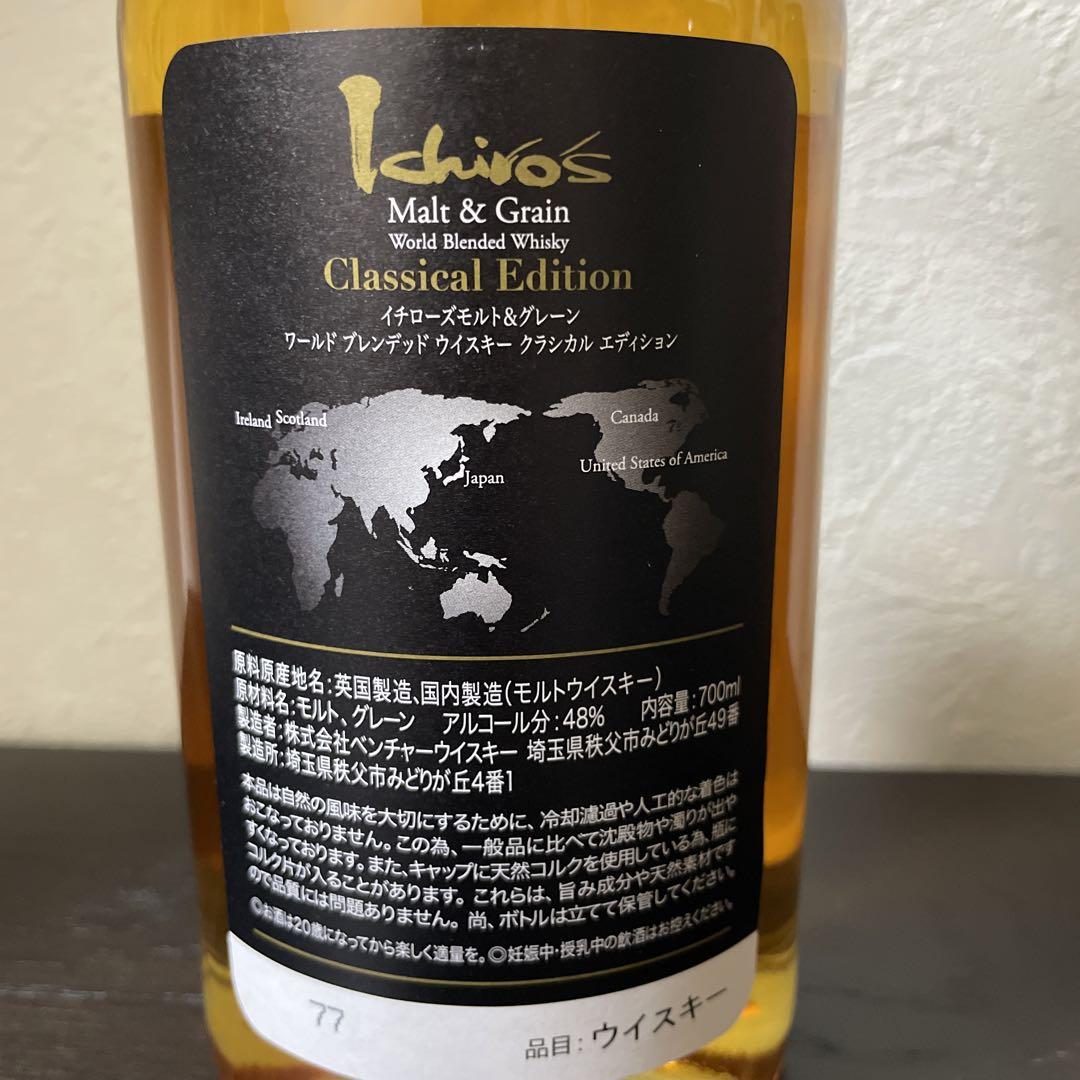 Ichiro's
Malt & Grain
World Blended Whisky
Classical Edition
イチローズモルト&グレーン
ワールド ブレンデッド ウイスキー クラシカル エディション
Ireland Scotland
Canada
United States of America
Japan
原料原産地名:英国製造、国内製造(モルトウイスキー)
原材料名:モルト、グレーン アルコール分:48% 内容量:700ml
製造者:株式会社ベンチャーウイスキー 埼玉県秩父市みどりが丘49番
製造所:埼玉県秩父市みどりが丘4番1
本品は自然の風味を大切にするために、冷却濾過や人工的な着色は
おこなっておりません。この為、一般品に比べて沈殿物や濁りが出や
すくなっております。また、キャップに天然コルクを使用している為、瓶に
コルク片が入ることがあります。これらは、旨み成分や天然素材です
ので品質には問題ありません。尚、ボトルは立てて保管してください。
◎お酒は20歳になってから楽しく適量を。◎妊娠中・授乳中の飲酒はお控えください。
77
品目:ウイスキー